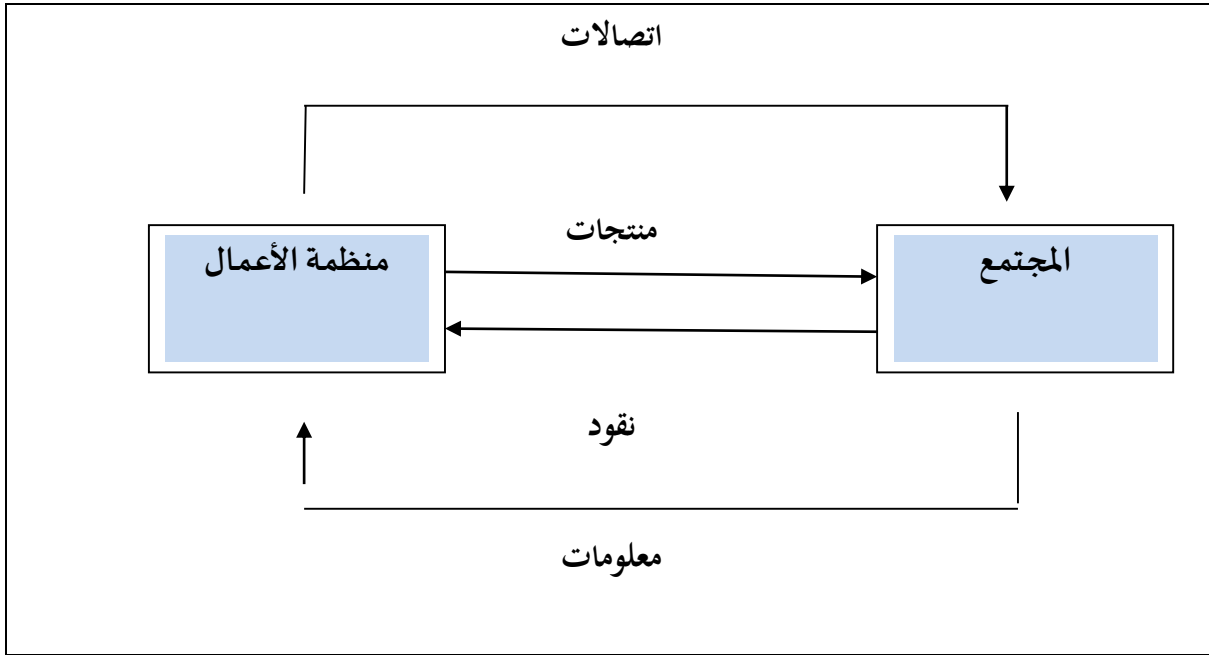 اتصالات
منتجات
منظمة الأعمال
المجتمع
نقود
معلومات